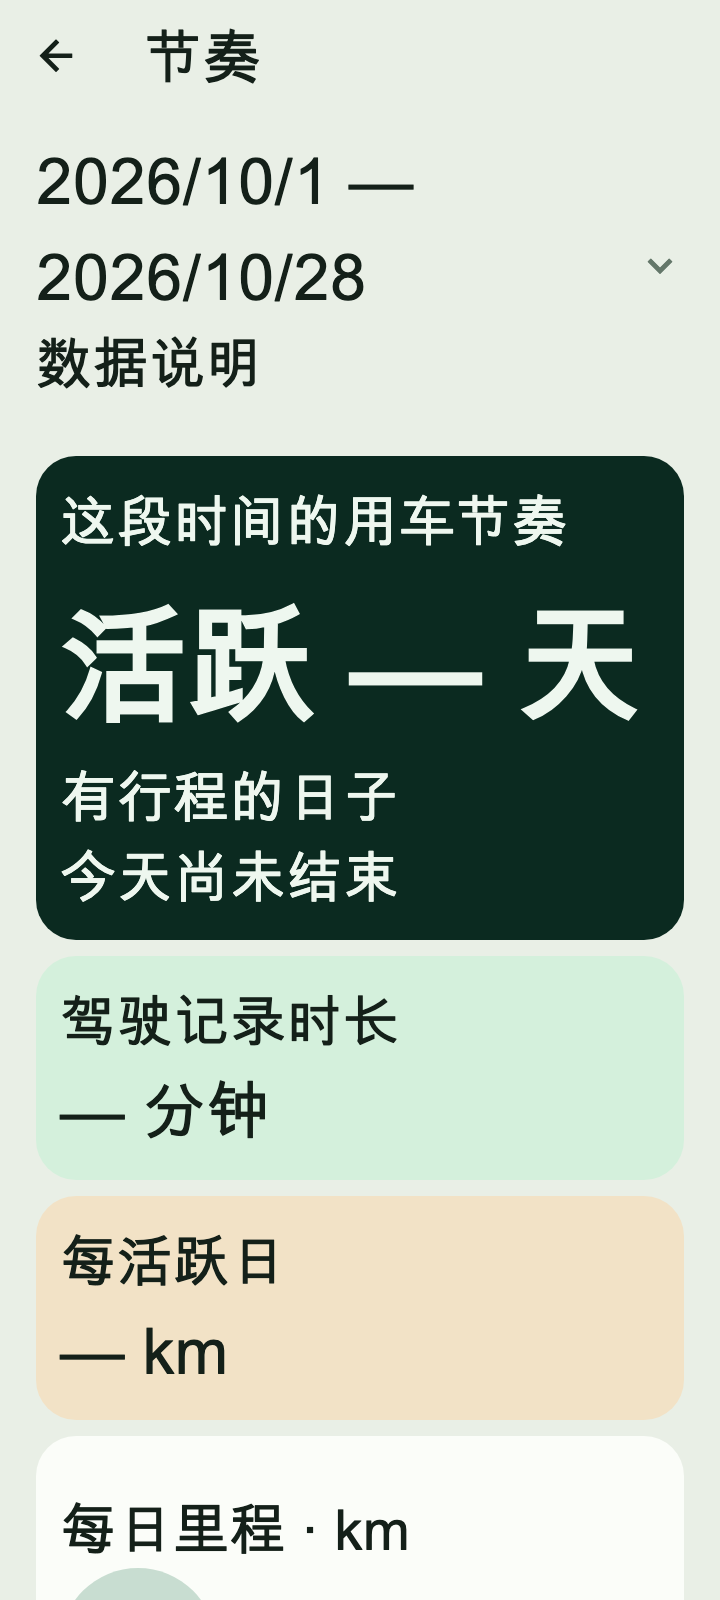 节奏
2026/10/1 —
2026/10/28
数据说明
这段时间的用车节奏
活跃 — 天
有行程的日子
今天尚未结束
驾驶记录时长
— 分钟
每活跃日
— km
每日里程 · km